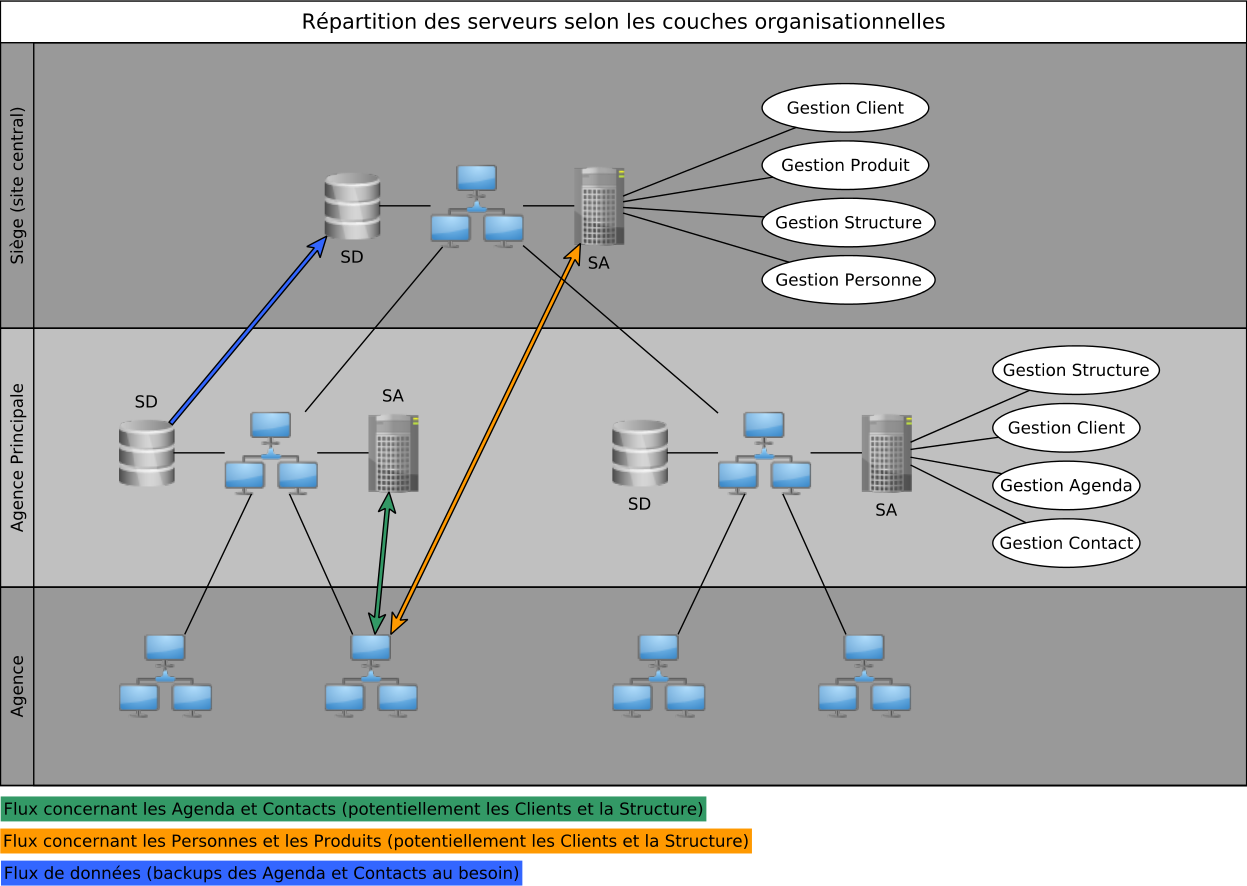 Répartition des serveurs selon les couches organisationnelles
Siège (site central)
Gestion Client
Gestion Produit
Gestion Structure
Gestion Personne
SD
SA
Agence Principale
SD
SA
SD
SA
Gestion Structure
Gestion Client
Gestion Agenda
Gestion Contact
Agence
Flux concernant les Agenda et Contacts (potentiellement les Clients et la Structure)
Flux concernant les Personnes et les Produits (potentiellement les Clients et la Structure)
Flux de données (backups des Agenda et Contacts au besoin)